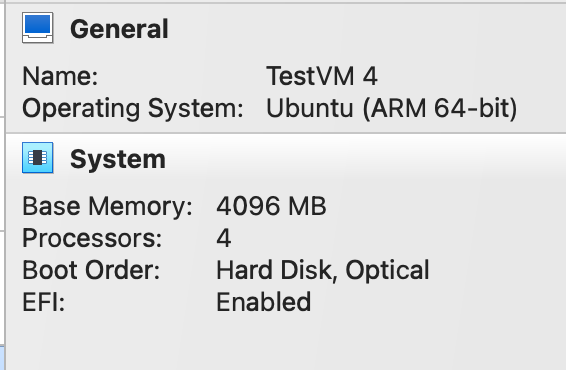 General
Name: TestVM 4
Operating System: Ubuntu (ARM 64-bit)
System
Base Memory: 4096 MB
Processors: 4
Boot Order: Hard Disk, Optical
EFI: Enabled